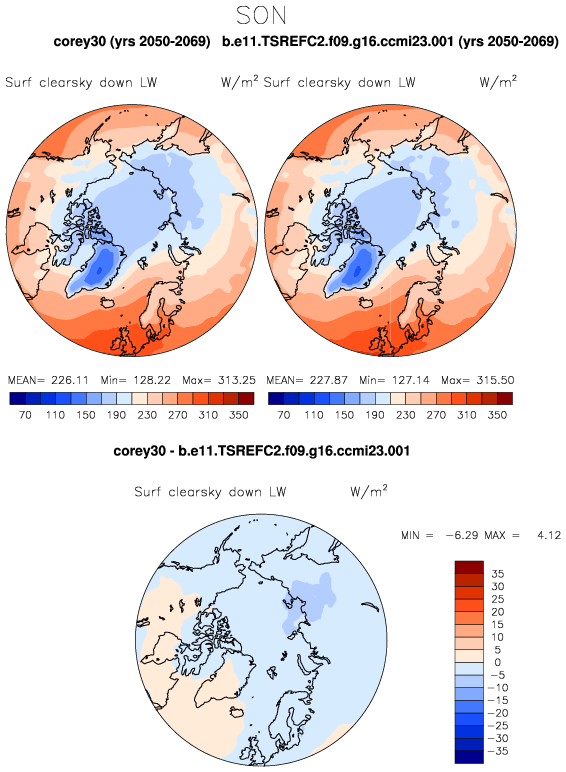 SON
corey30 (yrs 2050-2069) b.e11.TSREFC2.f09.g16.ccmi23.001 (yrs 2050-2069)
Surf clearsky down LW W/m² Surf clearsky down LW W/m²
MEAN= 226.11 Min= 128.22 Max= 313.25 MEAN= 227.87 Min= 127.14 Max= 315.50
70 110 150 190 230 270 310 350 70 110 150 190 230 270 310 350
corey30 - b.e11.TSREFC2.f09.g16.ccmi23.001
Surf clearsky down LW W/m²
MIN = -6.29 MAX = 4.12
35
30
25
20
15
10
5
0
-5
-10
-15
-20
-25
-30
-35